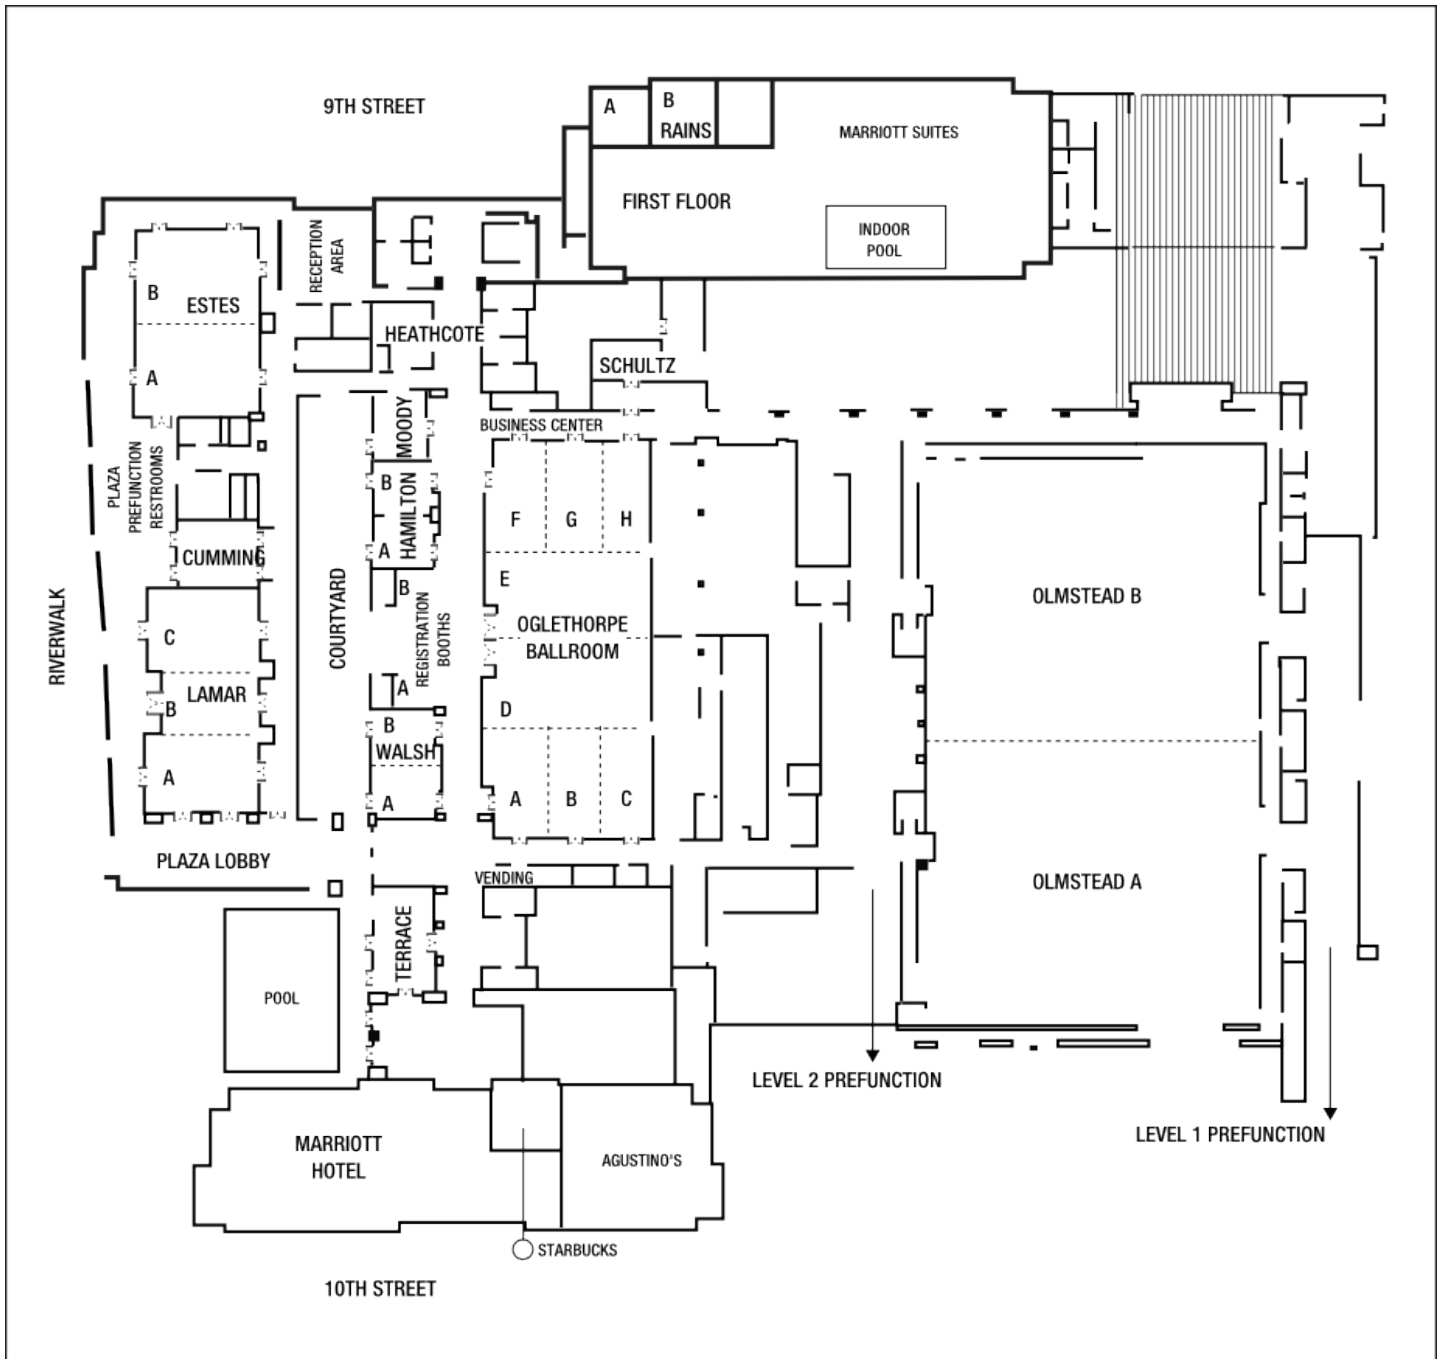 9TH STREET
A
B
RAINS
MARRIOTT SUITES
FIRST FLOOR
INDOOR
POOL
RECEPTION
AREA
B
ESTES
A
HEATHCOTE
SCHULTZ
MOODY
BUSINESS CENTER
PLAZA
PREFUNCTION
RESTROOMS
B
HAMILTON
A
F
G
H
CUMMING
E
B
REGISTRATION
BOOTHS
A
COURTYARD
RIVERWALK
OGLETHORPE
BALLROOM
OLMSTEAD B
C
LAMAR
B
A
D
B
WALSH
A
A
B
C
PLAZA LOBBY
VENDING
OLMSTEAD A
TERRACE
POOL
LEVEL 2 PREFUNCTION
LEVEL 1 PREFUNCTION
MARRIOTT
HOTEL
AGUSTINO'S
STARBUCKS
10TH STREET